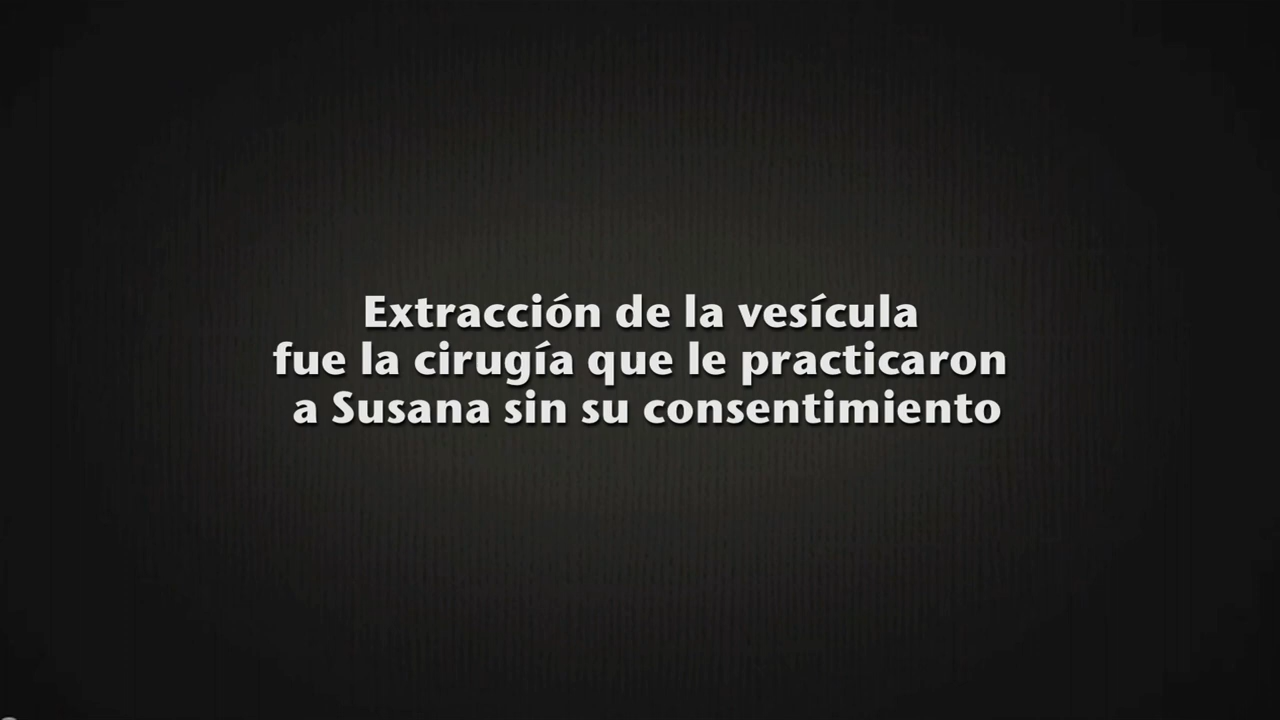 Extracción de la vesícula
fue la cirugía que le practicaron
a Susana sin su consentimiento